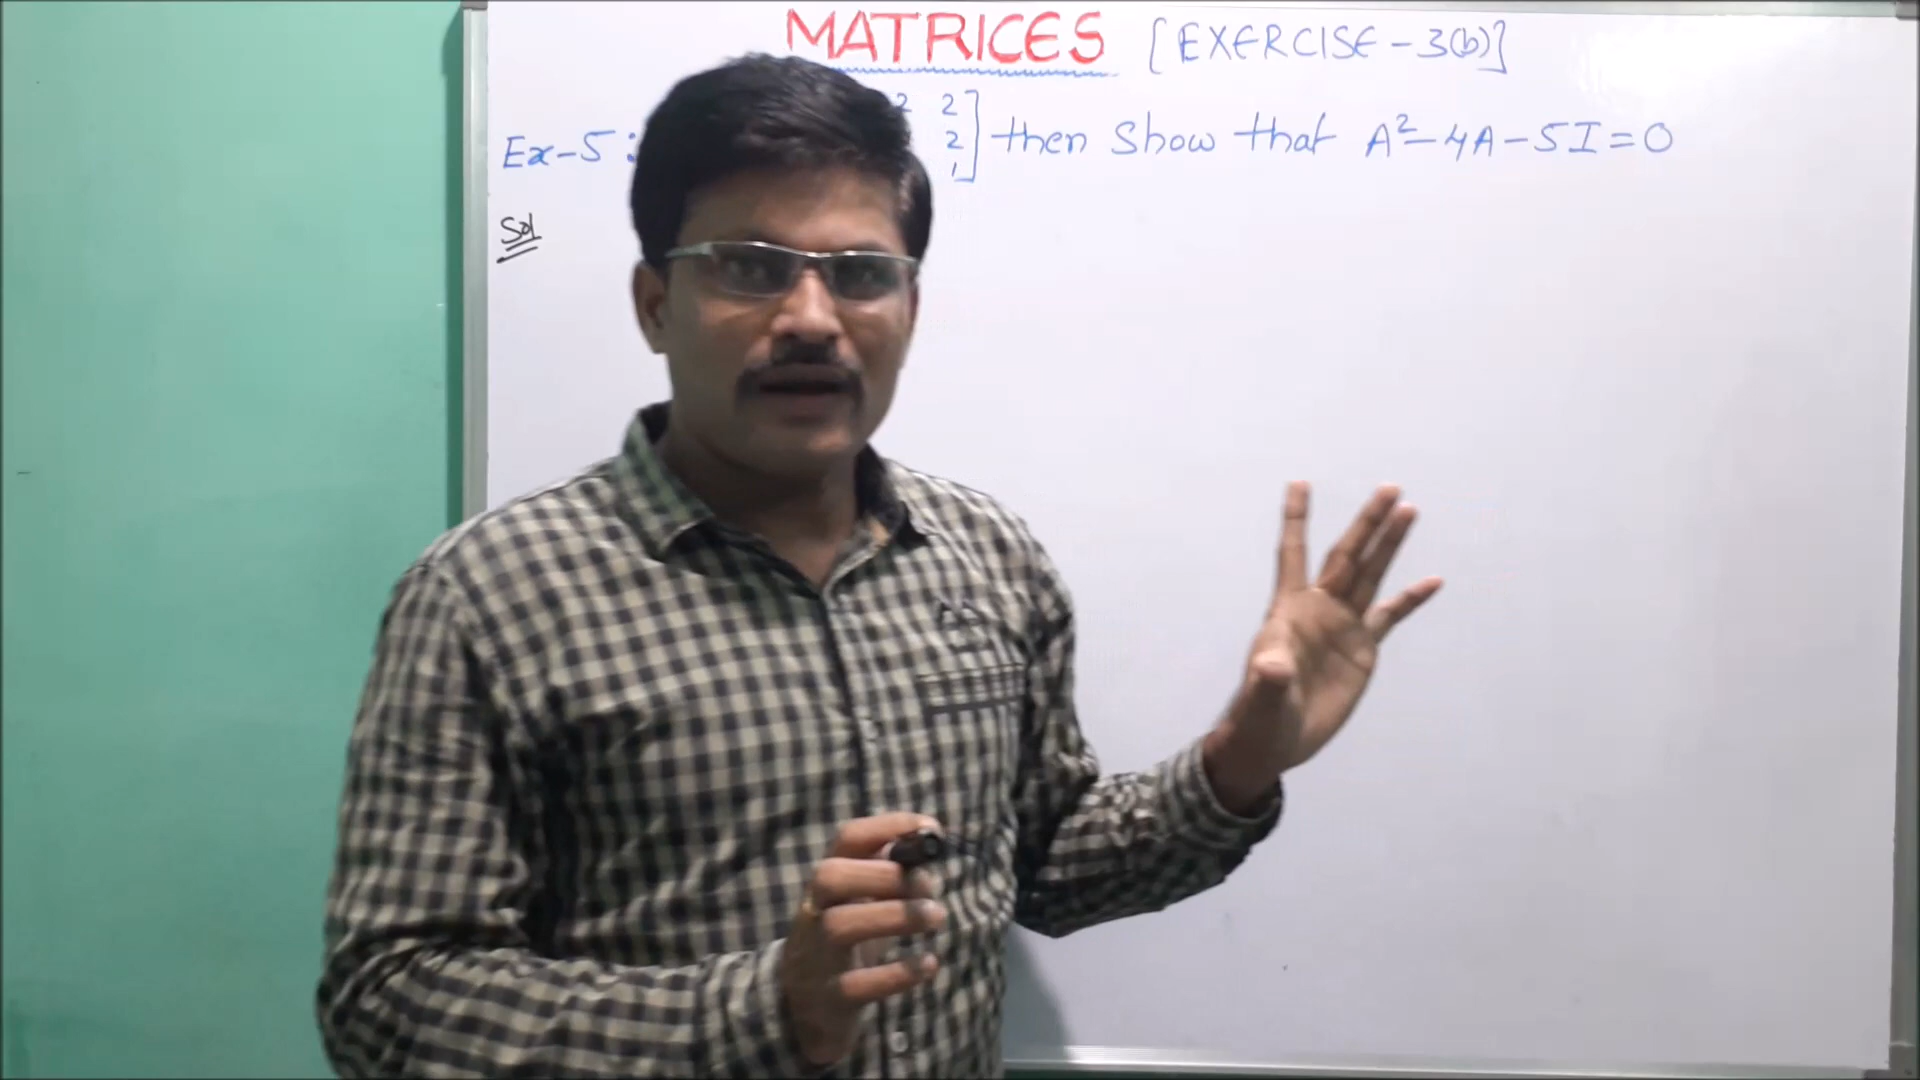 MATRICES [EXERCISE-3(b)]
Ex-5: 2 2
2 ] then show that A²-4A-5I=0
1
Sol